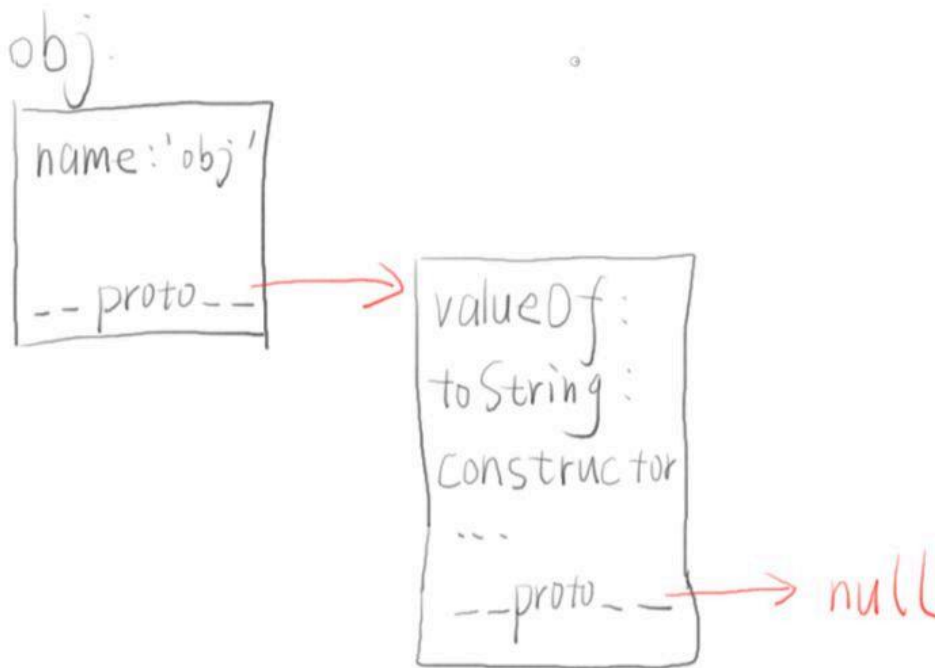 obj
name:'obj'
__proto__
valueOf:
toString:
constructor
...
__proto__
null